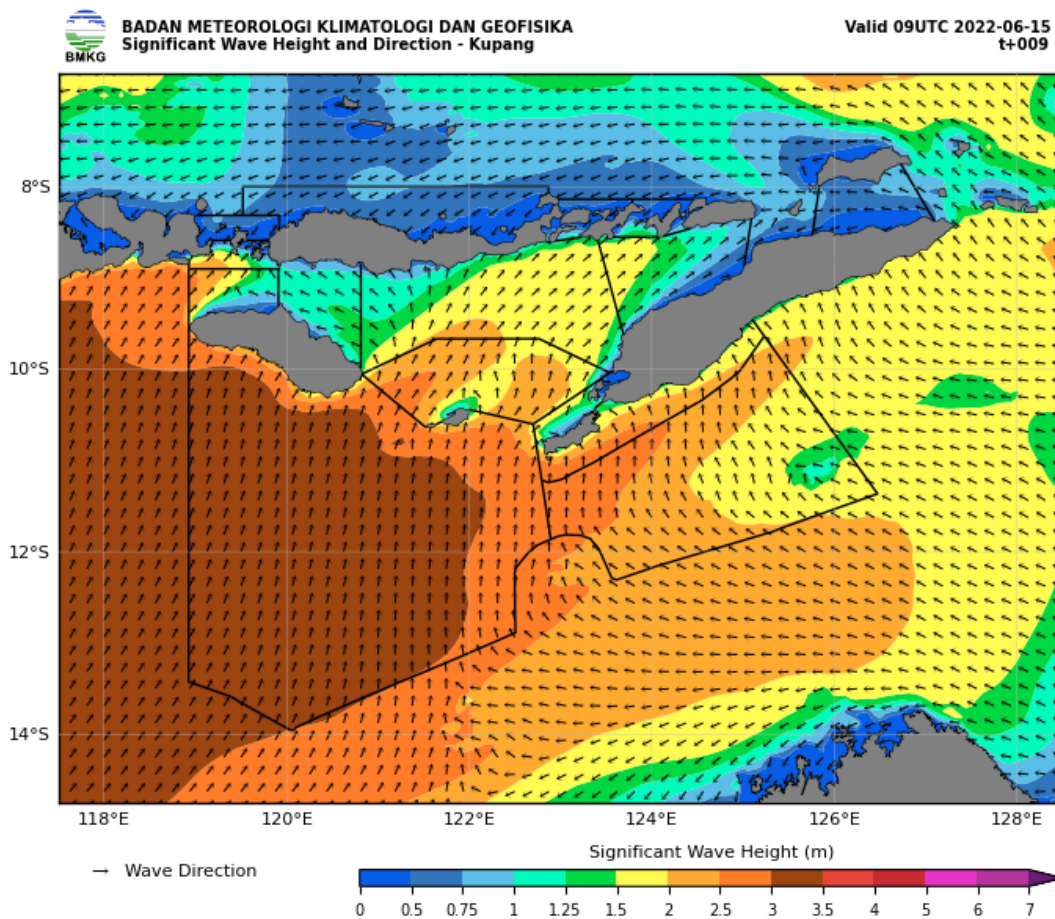 BMKG
BADAN METEOROLOGI KLIMATOLOGI DAN GEOFISIKA
Significant Wave Height and Direction - Kupang
Valid 09UTC 2022-06-15
t+009
8°S
10°S
12°S
14°S
118°E 120°E 122°E 124°E 126°E 128°E
Wave Direction
Significant Wave Height (m)
0 0.5 0.75 1 1.25 1.5 2 2.5 3 3.5 4 5 6 7